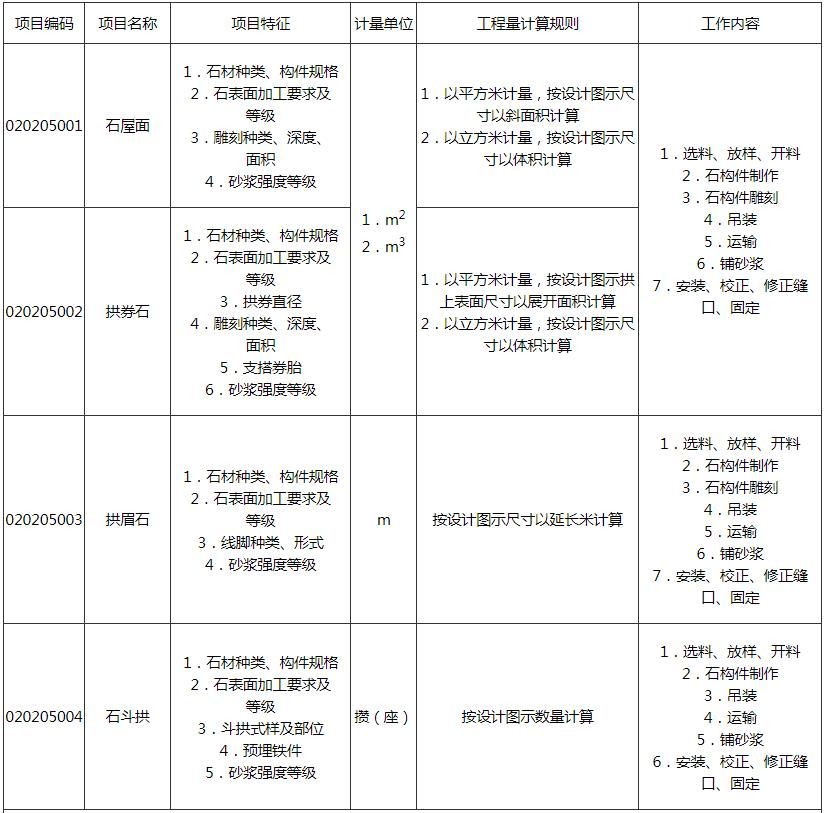 项目编码 项目名称 项目特征 计量单位 工程量计算规则 工作内容
020205001
石屋面
1．石材种类、构件规格
2．石表面加工要求及
等级
3．雕刻种类、深度、
面积
4．砂浆强度等级
1．m²
2．m³
1．以平方米计量，按设计图示尺
寸以斜面积计算
2．以立方米计量，按设计图示尺
寸以体积计算
1．选料、放样、开料
2．石构件制作
3．石构件雕刻
4．吊装
5．运输
6．铺砂浆
7．安装、校正、修正缝
口、固定
020205002
拱券石
1．石材种类、构件规格
2．石表面加工要求及
等级
3．拱券直径
4．雕刻种类、深度、
面积
5．支搭券胎
6．砂浆强度等级
1．以平方米计量，按设计图示拱
上表面尺寸以展开面积计算
2．以立方米计量，按设计图示尺
寸以体积计算
020205003
拱眉石
1．石材种类、构件规格
2．石表面加工要求及
等级
3．线脚种类、形式
4．砂浆强度等级
m
按设计图示尺寸以延长米计算
1．选料、放样、开料
2．石构件制作
3．石构件雕刻
4．吊装
5．运输
6．铺砂浆
7．安装、校正、修正缝
口、固定
020205004
石斗拱
1．石材种类、构件规格
2．石表面加工要求及
等级
3．斗拱式样及部位
4．预埋铁件
5．砂浆强度等级
攒（座）
按设计图示数量计算
1．选料、放样、开料
2．石构件制作
3．吊装
4．运输
5．铺砂浆
6．安装、校正、修正缝
口、固定